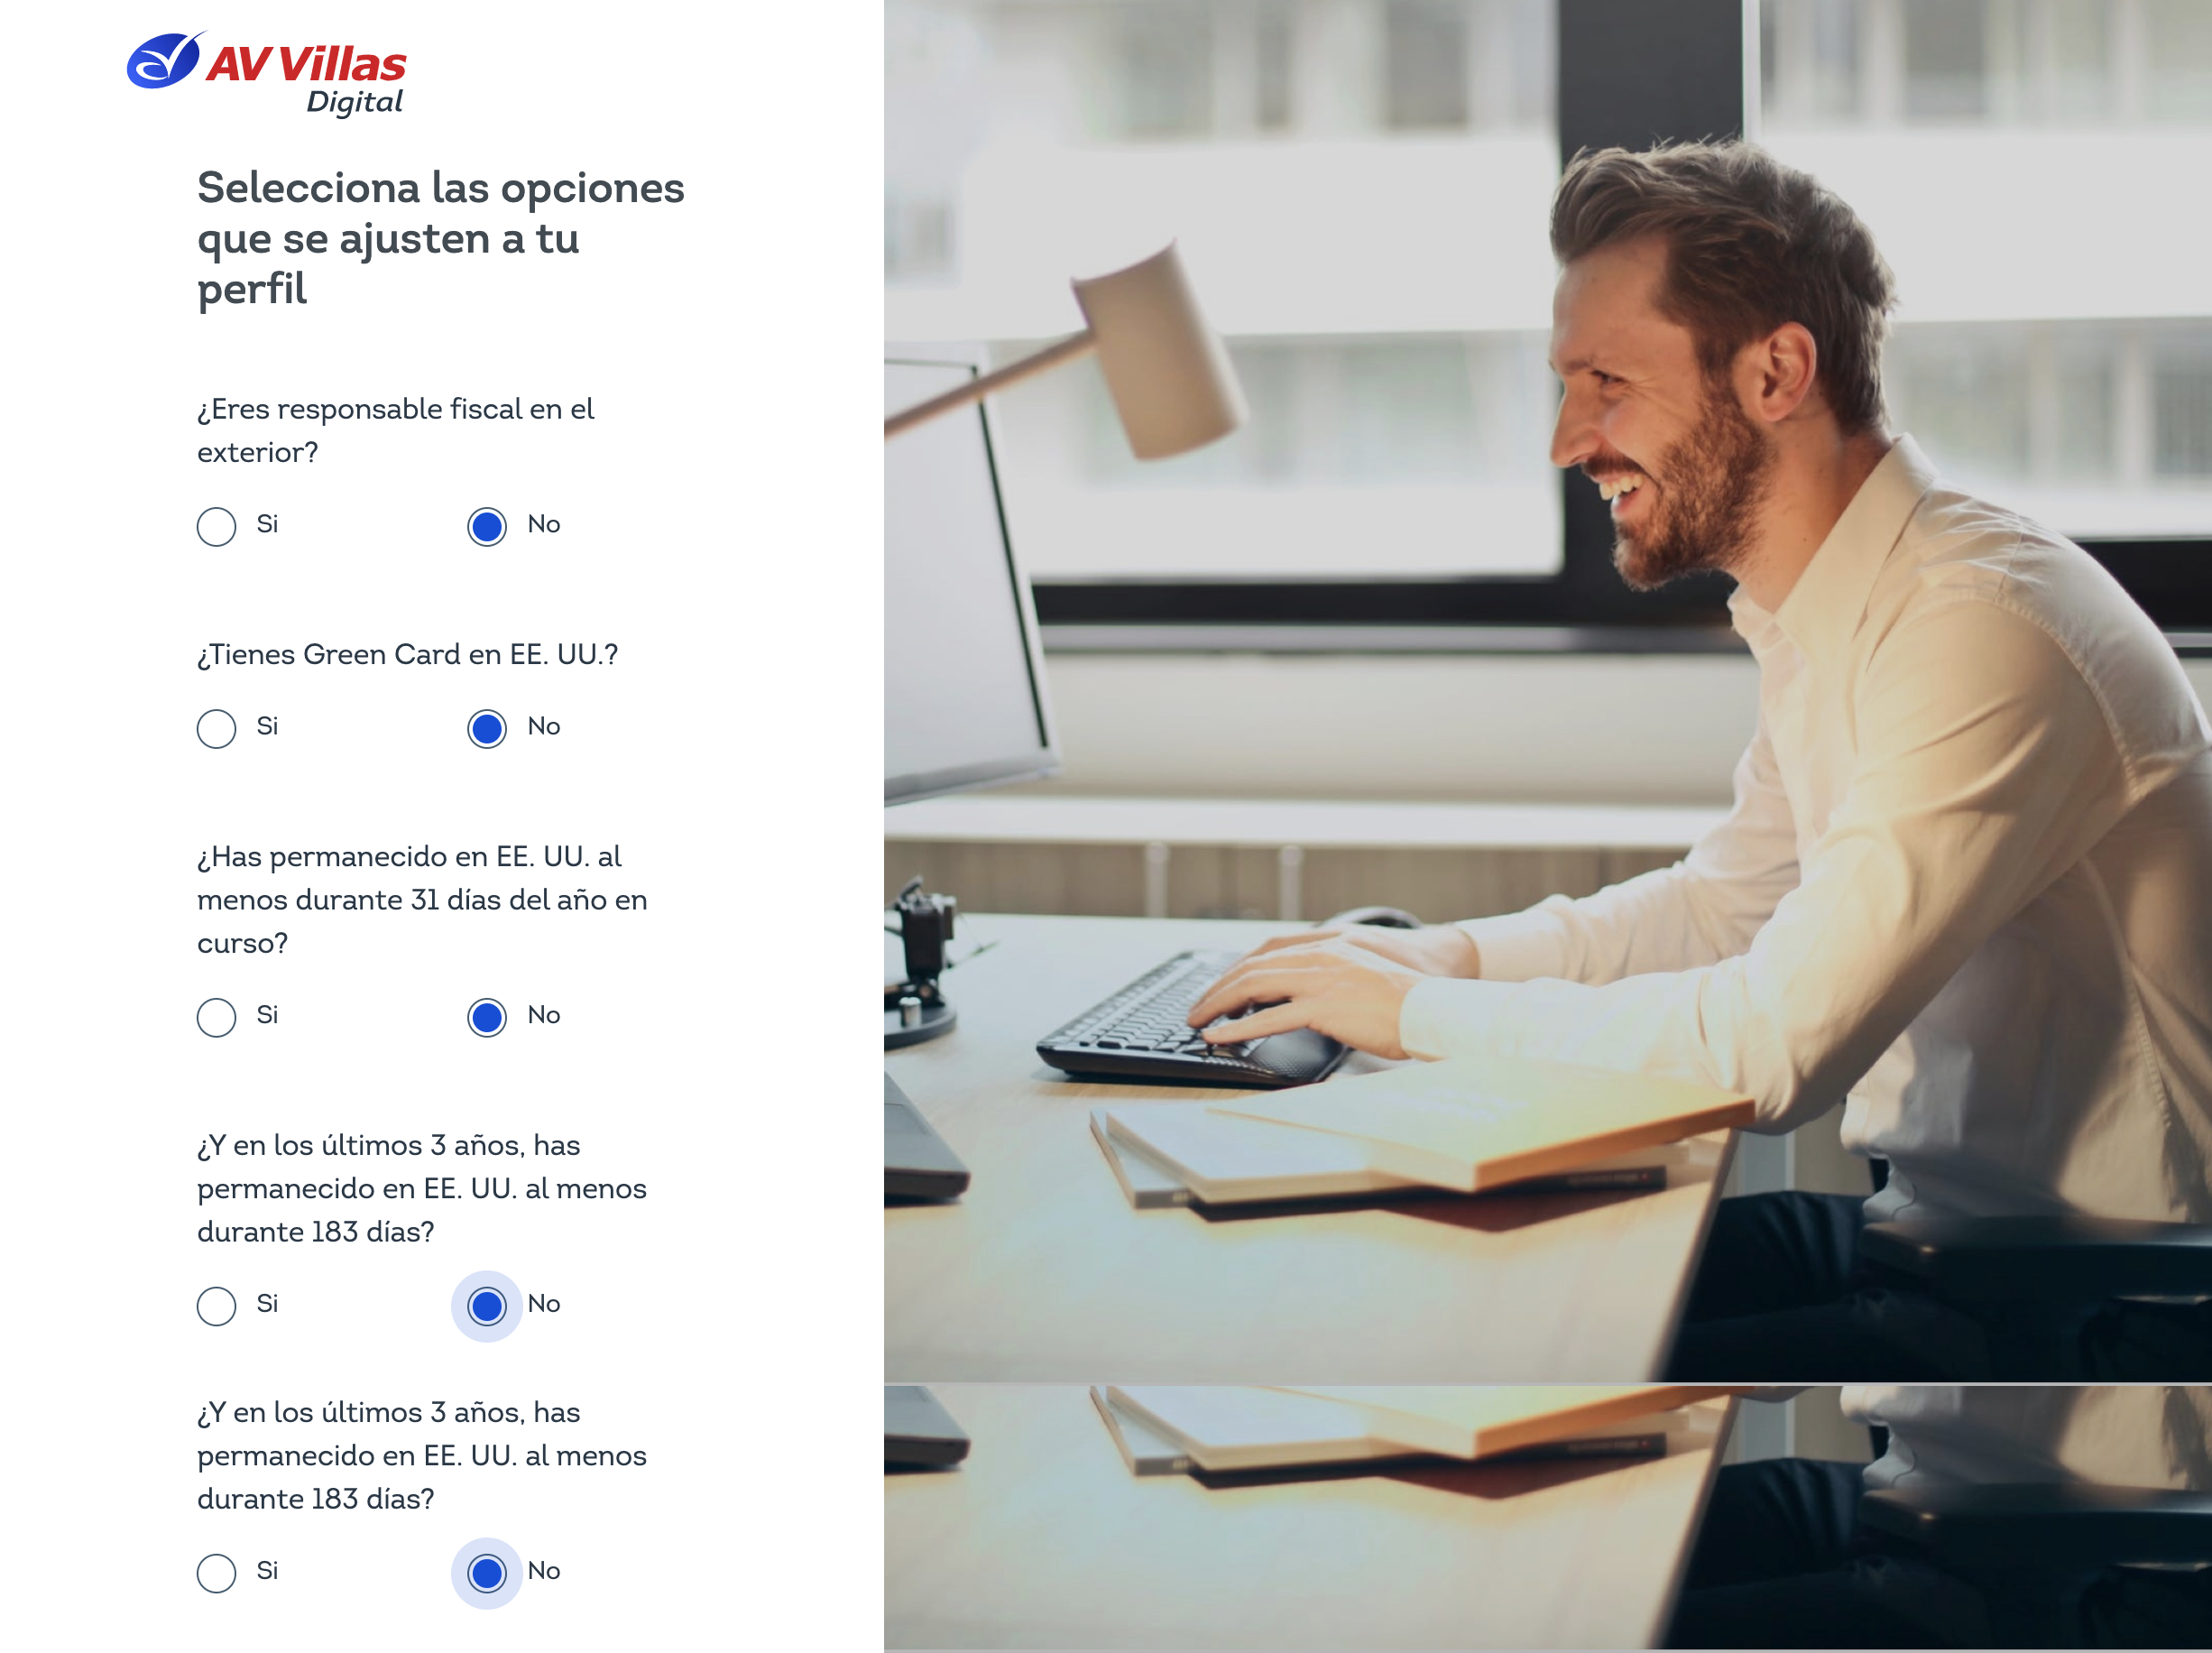 AV Villas
Digital
Selecciona las opciones
que se ajusten a tu
perfil
¿Eres responsable fiscal en el
exterior?
Si No
¿Tienes Green Card en EE. UU.?
Si No
¿Has permanecido en EE. UU. al
menos durante 31 días del año en
curso?
Si No
¿Y en los últimos 3 años, has
permanecido en EE. UU. al menos
durante 183 días?
Si No
¿Y en los últimos 3 años, has
permanecido en EE. UU. al menos
durante 183 días?
Si No